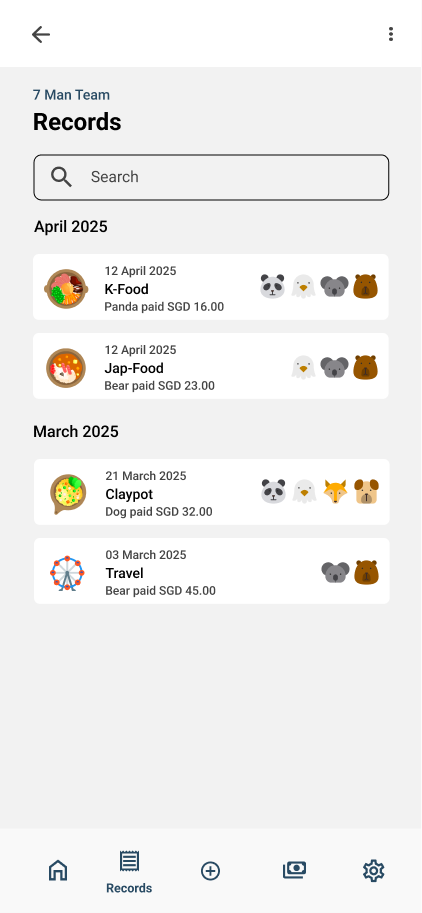 7 Man Team
Records
Search
April 2025
12 April 2025
K-Food
Panda paid SGD 16.00
12 April 2025
Jap-Food
Bear paid SGD 23.00
March 2025
21 March 2025
Claypot
Dog paid SGD 32.00
03 March 2025
Travel
Bear paid SGD 45.00
Records